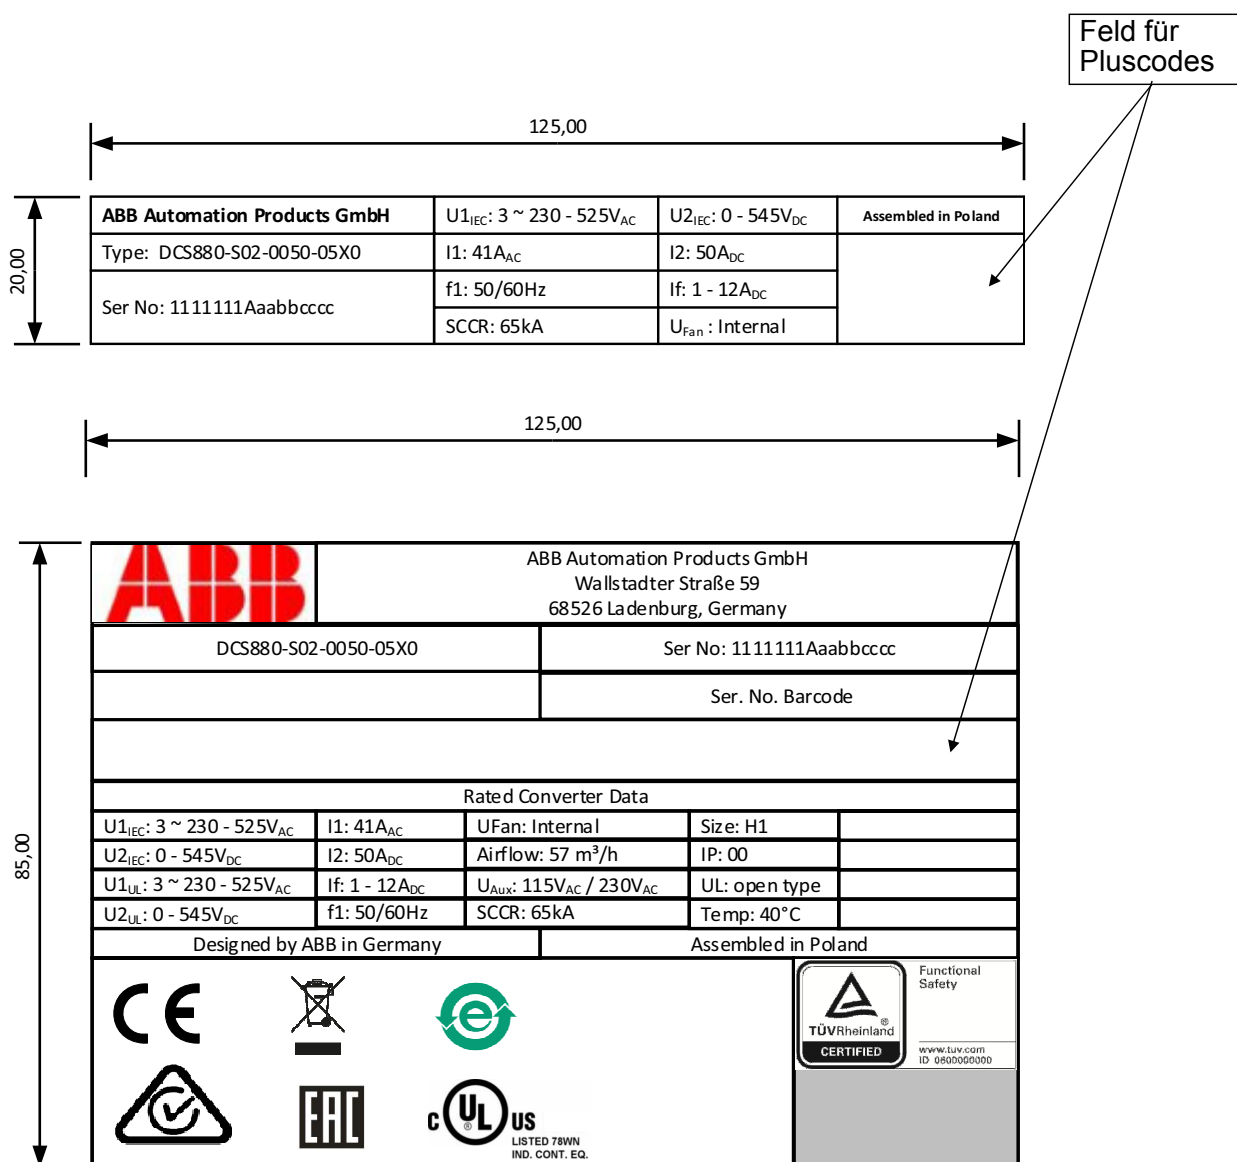 Feld für
Pluscodes
125,00
20,00
ABB Automation Products GmbH
U1IEC: 3 ~ 230 - 525VAC
U2IEC: 0 - 545VDC
Assembled in Poland
Type: DCS880-S02-0050-05X0
I1: 41AAC
I2: 50ADC
Ser No: 1111111Aaabbcccc
f1: 50/60Hz
If: 1 - 12ADC
SCCR: 65kA
UFan : Internal
125,00
85,00
ABB
ABB Automation Products GmbH
Wallstadter Straße 59
68526 Ladenburg, Germany
DCS880-S02-0050-05X0
Ser No: 1111111Aaabbcccc
Ser. No. Barcode
Rated Converter Data
U1IEC: 3 ~ 230 - 525VAC
I1: 41AAC
UFan: Internal
Size: H1
U2IEC: 0 - 545VDC
I2: 50ADC
Airflow: 57 m³/h
IP: 00
U1UL: 3 ~ 230 - 525VAC
If: 1 - 12ADC
UAux: 115VAC / 230VAC
UL: open type
U2UL: 0 - 545VDC
f1: 50/60Hz
SCCR: 65kA
Temp: 40°C
Designed by ABB in Germany
Assembled in Poland
CE
e
TÜVRheinland
®
CERTIFIED
Functional
Safety
www.tuv.com
ID 0600000000
EAC
c UL US
®
LISTED 78WN
IND. CONT. EQ.